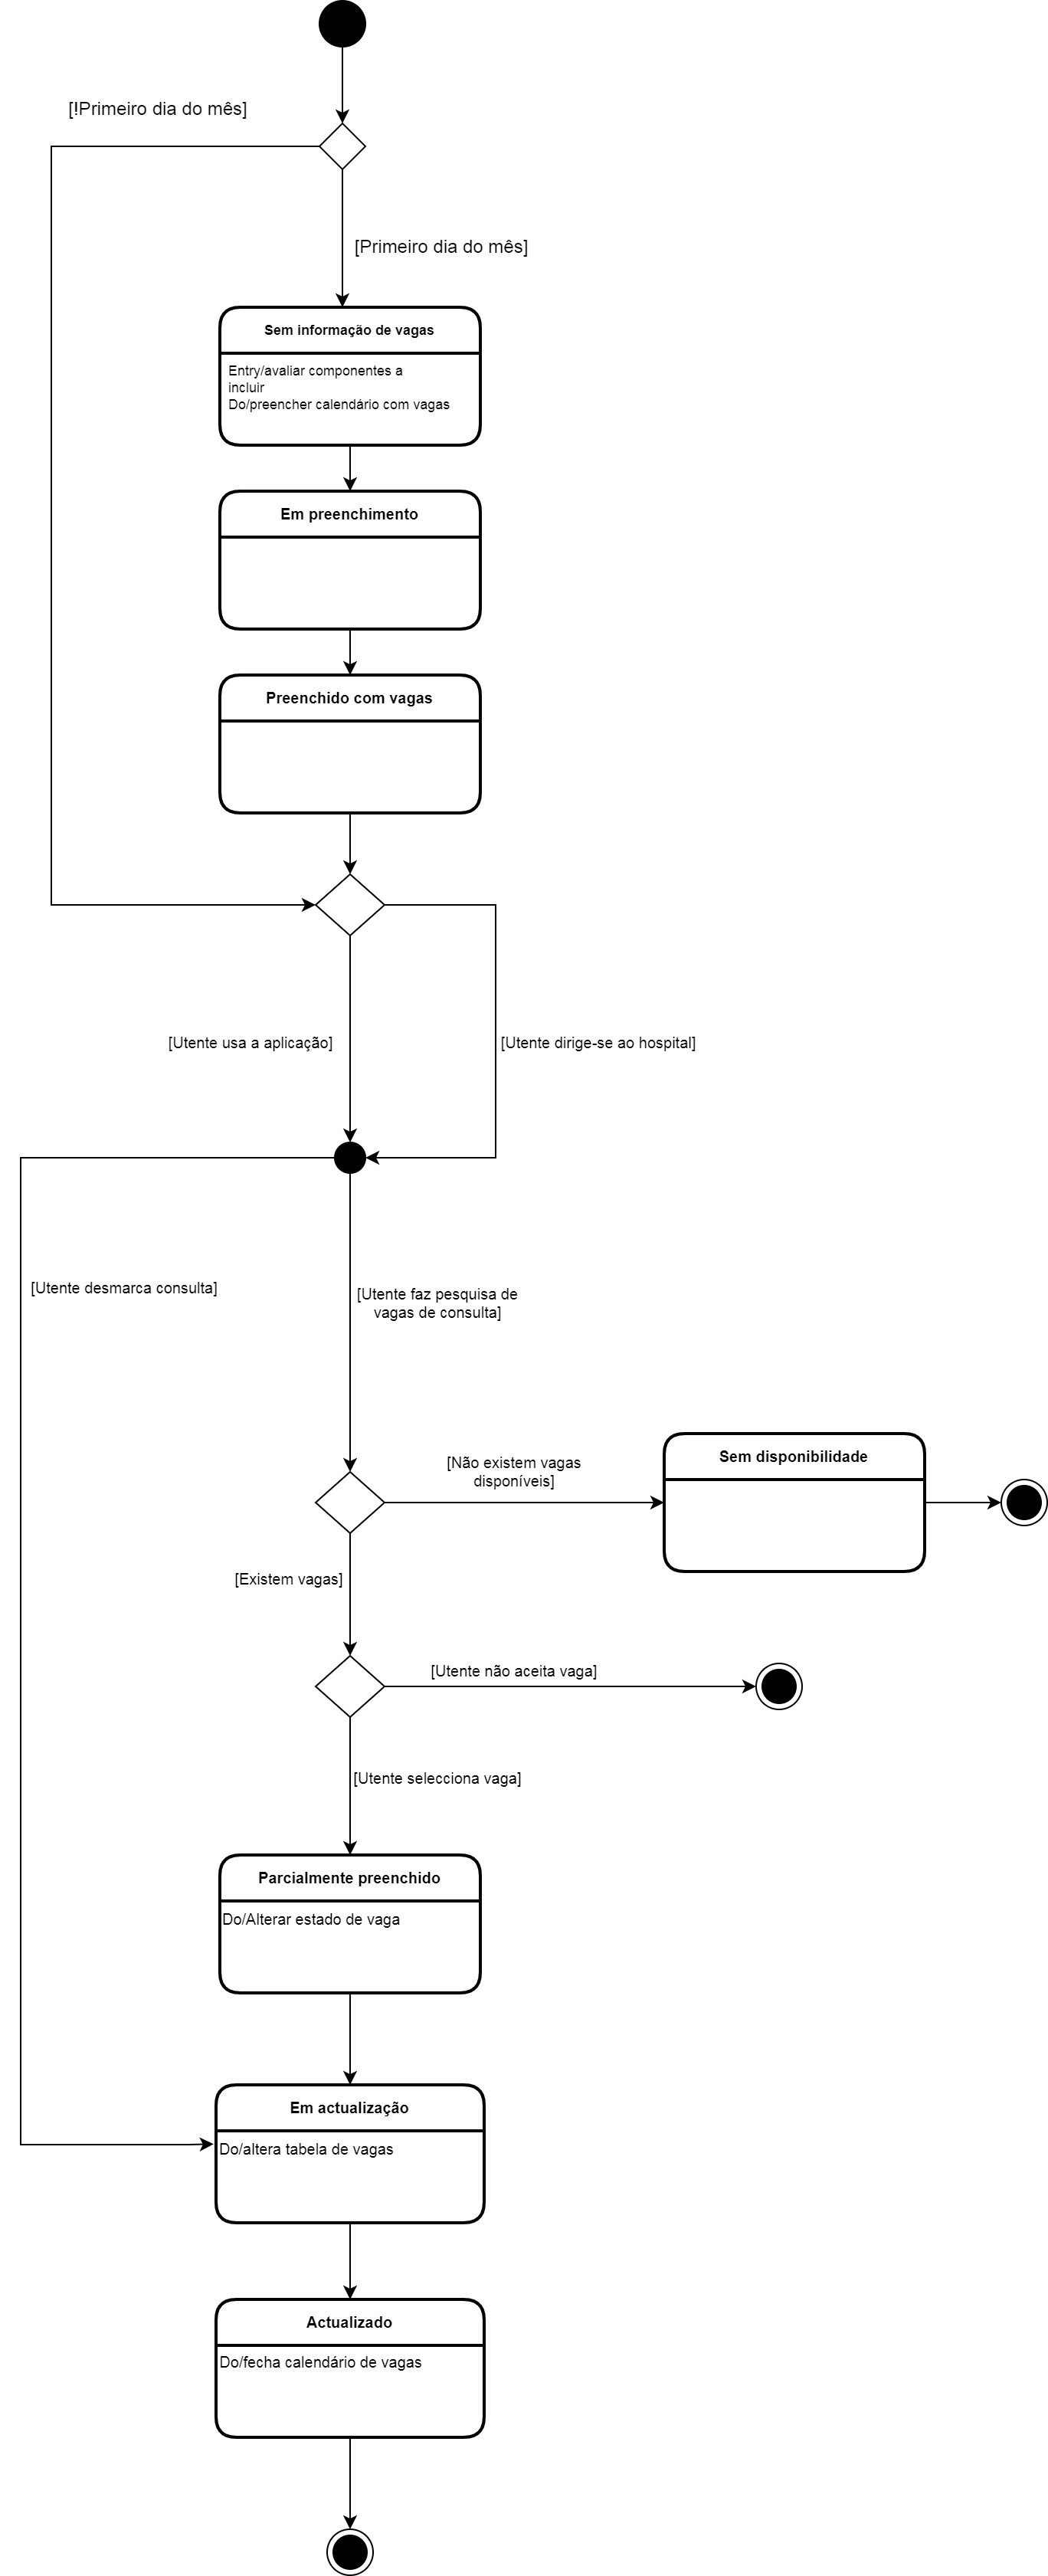 [!Primeiro dia do mês]
[Primeiro dia do mês]
Sem informação de vagas
Entry/avaliar componentes a
incluir
Do/preencher calendário com vagas
Em preenchimento
Preenchido com vagas
[Utente usa a aplicação]
[Utente dirige-se ao hospital]
[Utente desmarca consulta]
[Utente faz pesquisa de
vagas de consulta]
[Não existem vagas
disponíveis]
Sem disponibilidade
[Existem vagas]
[Utente não aceita vaga]
[Utente selecciona vaga]
Parcialmente preenchido
Do/Alterar estado de vaga
Em actualização
Do/altera tabela de vagas
Actualizado
Do/fecha calendário de vagas